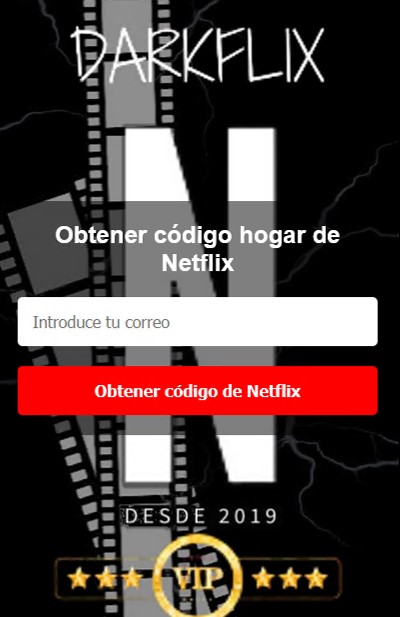 DARKFLIX
N
Obtener código hogar de
Netflix
Introduce tu correo
Obtener código de Netflix
DESDE 2019
VIP